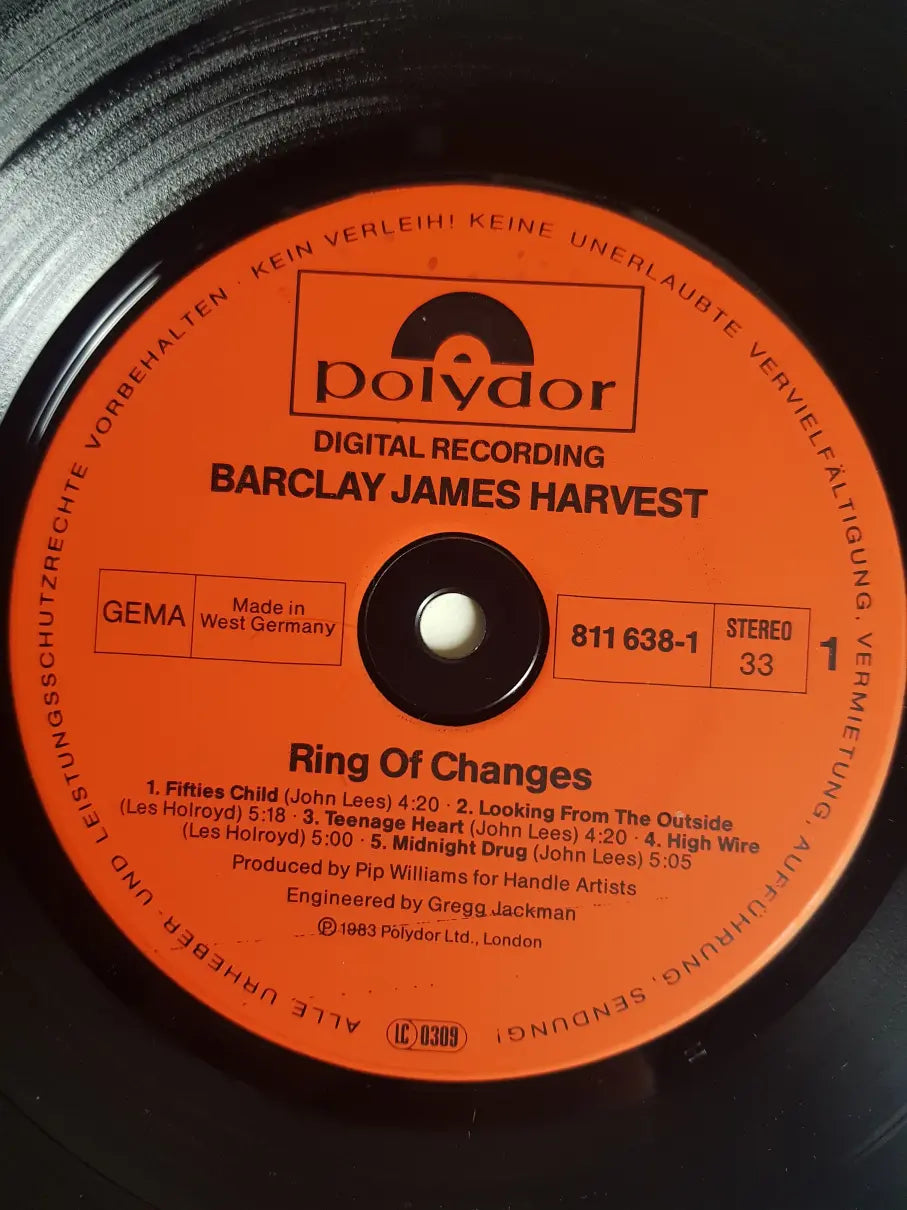 ALLE URHEBER- UND LEISTUNGSSCHUTZRECHTE VORBEHALTEN · KEIN VERLEIH! KEINE UNERLAUBTE VERVIELFÄLTIGUNG, VERMIETUNG, AUFFÜHRUNG, SENDUNG!
polydor
DIGITAL RECORDING
BARCLAY JAMES HARVEST
GEMA
Made in
West Germany
811 638-1
STEREO
33
1
Ring Of Changes
1. Fifties Child (John Lees) 4:20 · 2. Looking From The Outside
(Les Holroyd) 5:18 · 3. Teenage Heart (John Lees) 4:20 · 4. High Wire
(Les Holroyd) 5:00 · 5. Midnight Drug (John Lees) 5:05
Produced by Pip Williams for Handle Artists
Engineered by Gregg Jackman
℗ 1983 Polydor Ltd., London
LC 0309